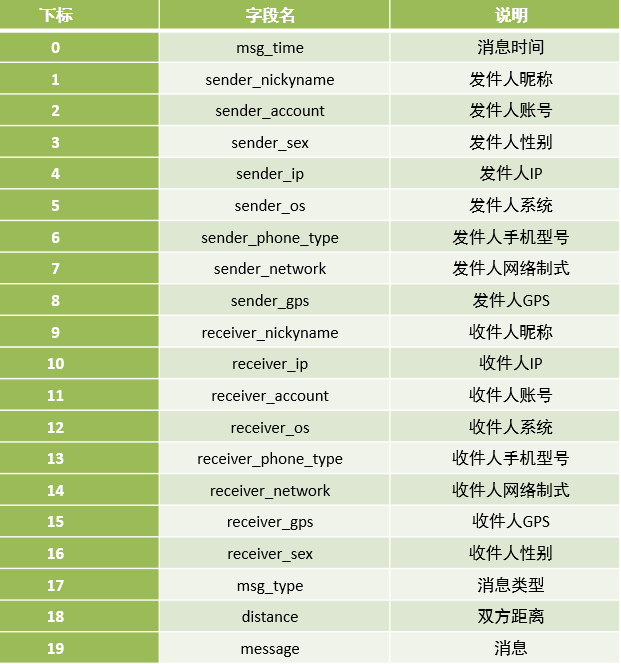 下标 字段名 说明
0 msg_time 消息时间
1 sender_nickyname 发件人昵称
2 sender_account 发件人账号
3 sender_sex 发件人性别
4 sender_ip 发件人IP
5 sender_os 发件人系统
6 sender_phone_type 发件人手机型号
7 sender_network 发件人网络制式
8 sender_gps 发件人GPS
9 receiver_nickyname 收件人昵称
10 receiver_ip 收件人IP
11 receiver_account 收件人账号
12 receiver_os 收件人系统
13 receiver_phone_type 收件人手机型号
14 receiver_network 收件人网络制式
15 receiver_gps 收件人GPS
16 receiver_sex 收件人性别
17 msg_type 消息类型
18 distance 双方距离
19 message 消息